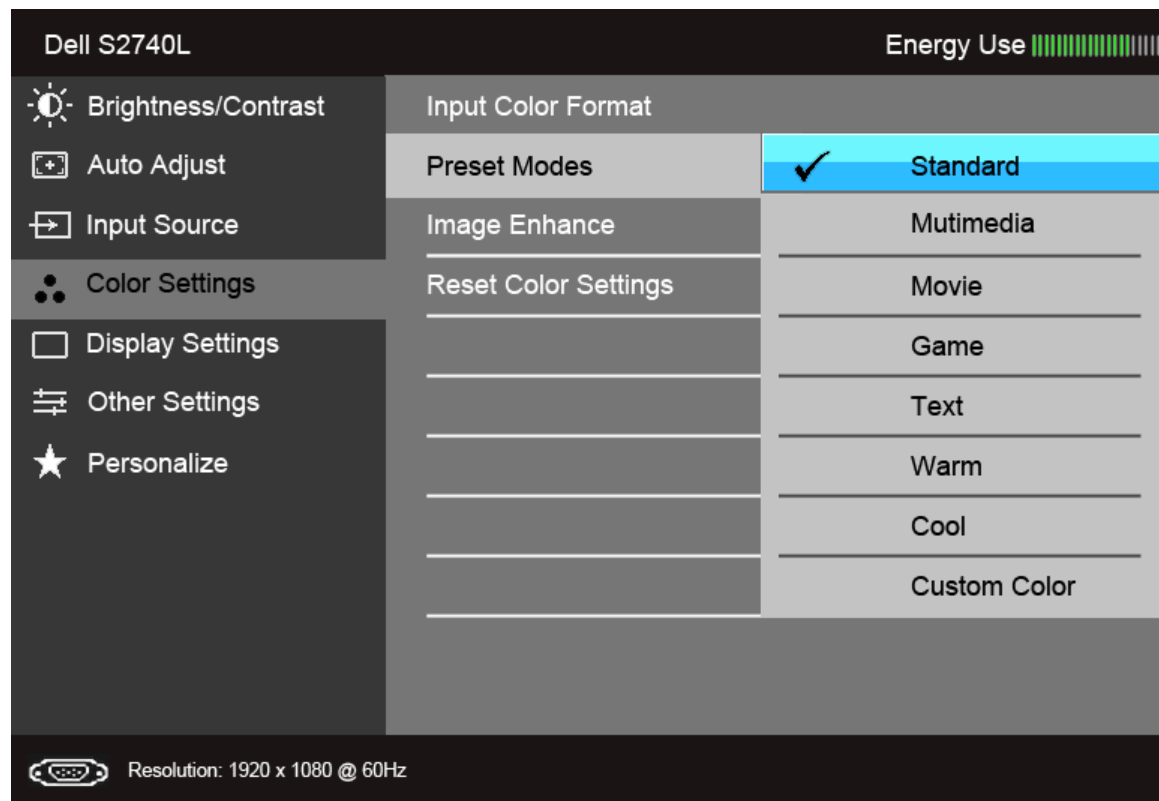 Dell S2740L
Energy Use
Brightness/Contrast
Auto Adjust
Input Source
Color Settings
Display Settings
Other Settings
Personalize
Input Color Format
Preset Modes
Image Enhance
Reset Color Settings
Standard
Mutimedia
Movie
Game
Text
Warm
Cool
Custom Color
Resolution: 1920 x 1080 @ 60Hz